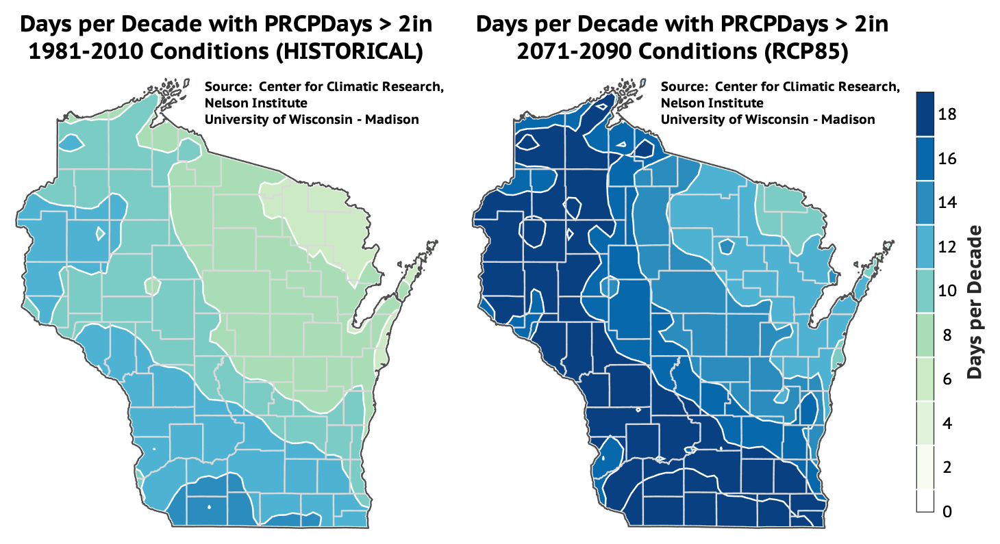 Days per Decade with PRCPDays > 2in
1981-2010 Conditions (HISTORICAL)
Source:  Center for Climatic Research,
Nelson Institute
University of Wisconsin - Madison
Days per Decade with PRCPDays > 2in
2071-2090 Conditions (RCP85)
Source:  Center for Climatic Research,
Nelson Institute
University of Wisconsin - Madison
18
16
14
12
10
8
6
4
2
0
Days per Decade